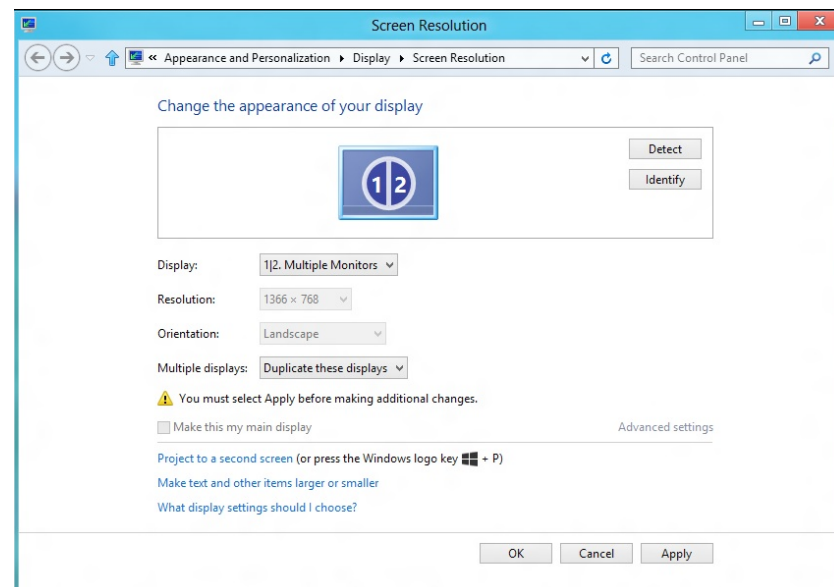 Screen Resolution
« Appearance and Personalization Display Screen Resolution Search Control Panel
Change the appearance of your display
Detect
1 2
Identify
Display: 1|2. Multiple Monitors
Resolution: 1366 × 768
Orientation: Landscape
Multiple displays: Duplicate these displays
You must select Apply before making additional changes.
Make this my main display Advanced settings
Project to a second screen (or press the Windows logo key + P)
Make text and other items larger or smaller
What display settings should I choose?
OK Cancel Apply